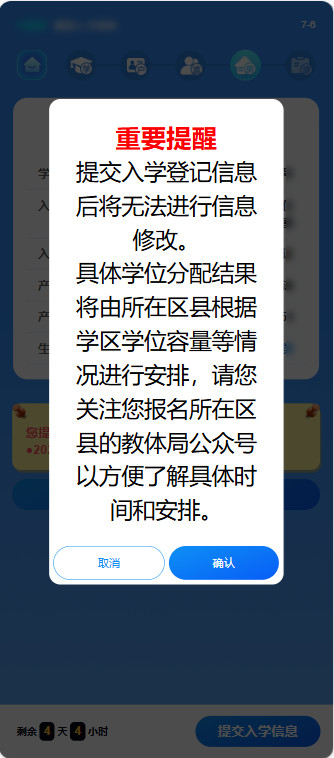 7-6
重要提醒
提交入学登记信息
后将无法进行信息
修改。
具体学位分配结果
将由所在区县根据
学区学位容量等情
况进行安排，请您
关注您报名所在区
县的教体局公众号
以方便了解具体时
间和安排。
取消
确认
剩余 4 天 4 小时
提交入学信息